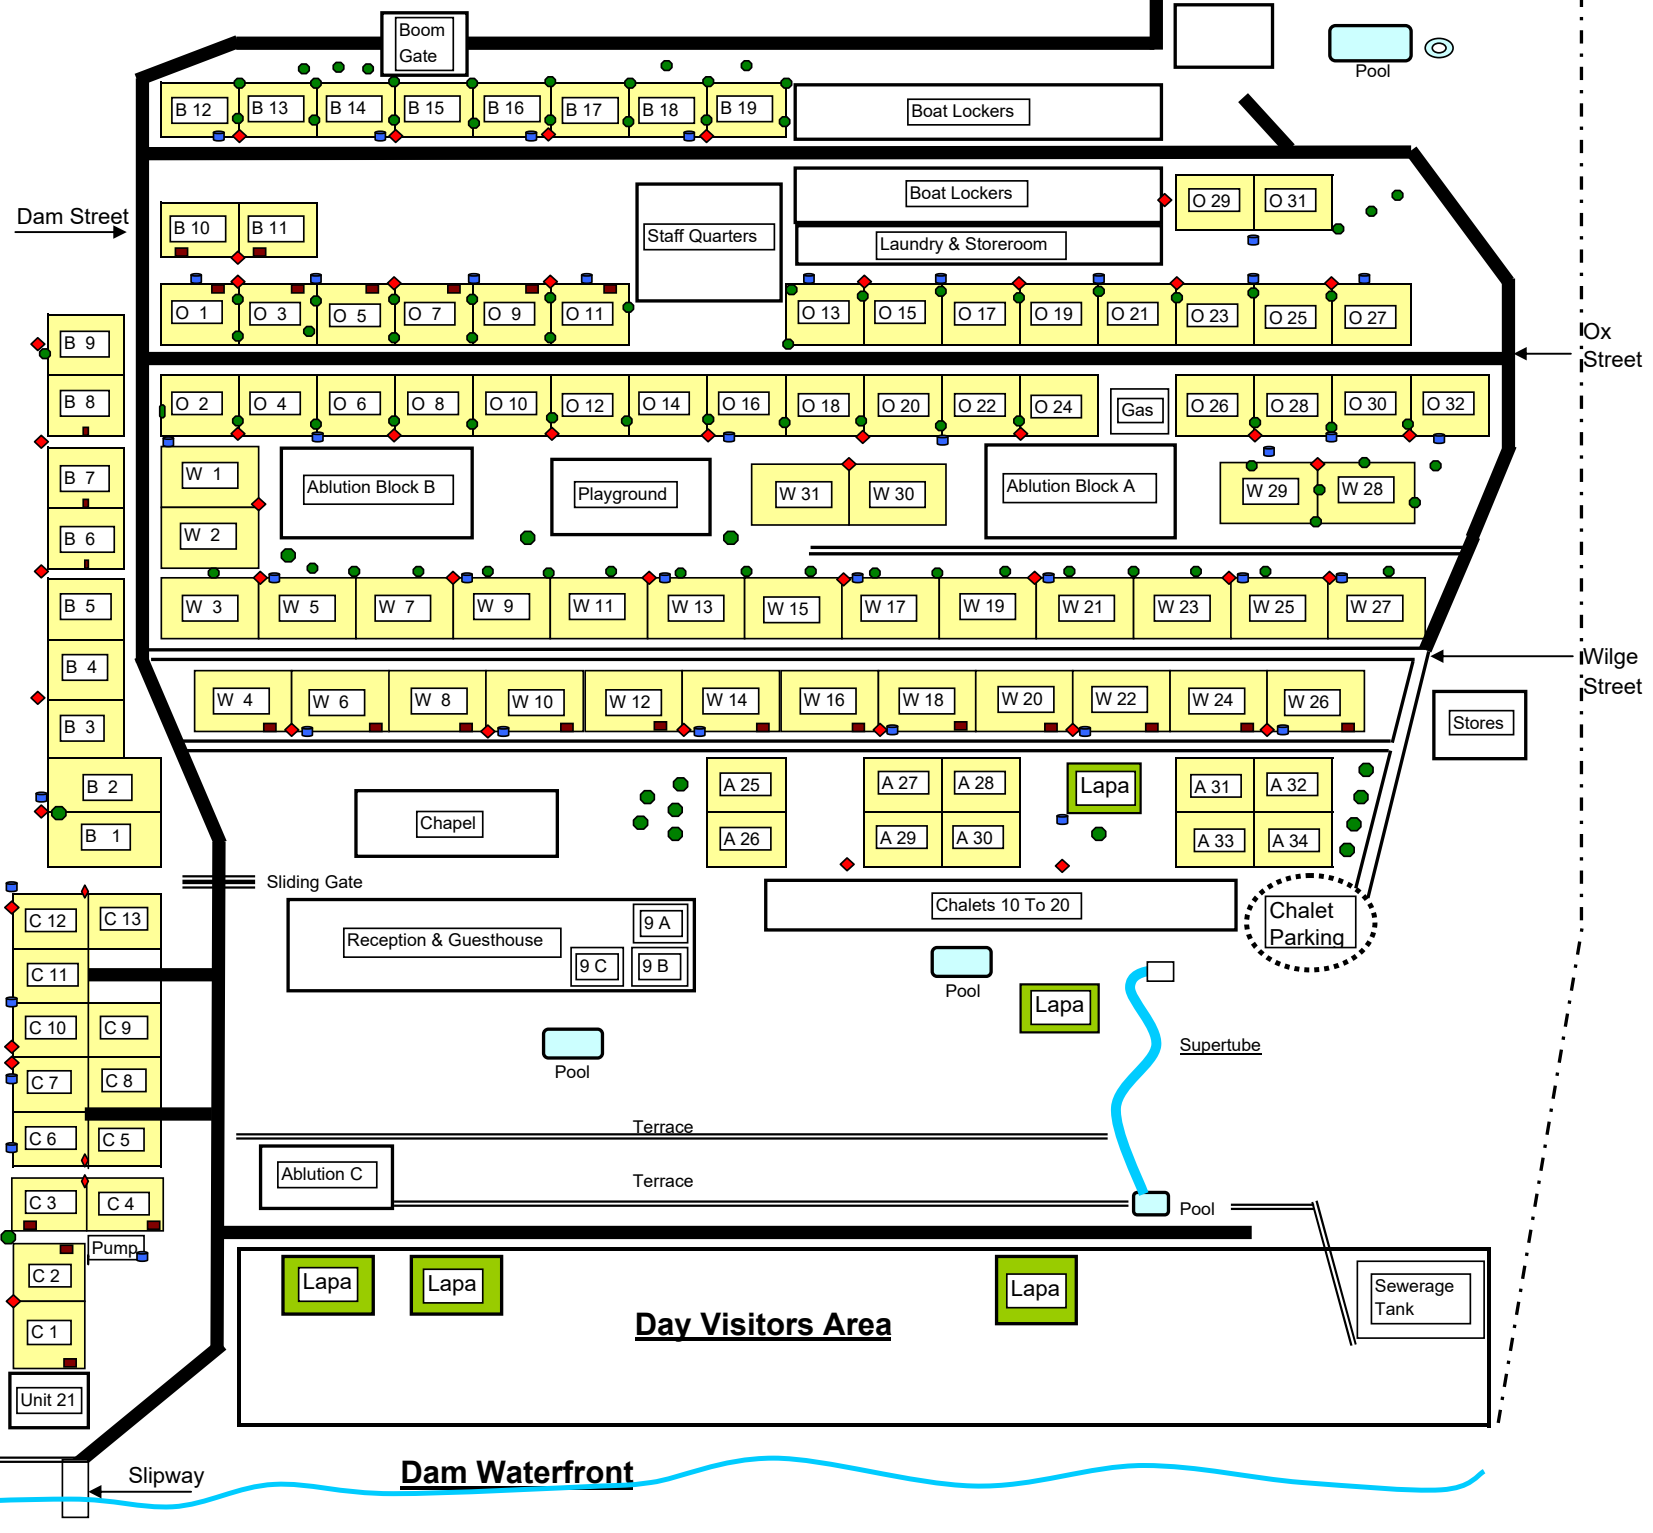 Boom
Gate
Pool
B 12
B 13
B 14
B 15
B 16
B 17
B 18
B 19
Boat Lockers
Dam Street
B 10
B 11
Staff Quarters
Boat Lockers
Laundry & Storeroom
O 29
O 31
O 1
O 3
O 5
O 7
O 9
O 11
O 13
O 15
O 17
O 19
O 21
O 23
O 25
O 27
Ox
Street
B 9
B 8
O 2
O 4
O 6
O 8
O 10
O 12
O 14
O 16
O 18
O 20
O 22
O 24
Gas
O 26
O 28
O 30
O 32
B 7
B 6
W 1
W 2
Ablution Block B
Playground
W 31
W 30
Ablution Block A
W 29
W 28
B 5
B 4
B 3
W 3
W 5
W 7
W 9
W 11
W 13
W 15
W 17
W 19
W 21
W 23
W 25
W 27
Wilge
Street
W 4
W 6
W 8
W 10
W 12
W 14
W 16
W 18
W 20
W 22
W 24
W 26
Stores
B 2
B 1
Chapel
A 25
A 26
A 27
A 28
A 29
A 30
Lapa
A 31
A 32
A 33
A 34
Sliding Gate
C 12
C 13
C 11
C 10
C 9
C 7
C 8
C 6
C 5
C 3
C 4
Pump
C 2
C 1
Unit 21
Reception & Guesthouse
9 A
9 C
9 B
Chalets 10 To 20
Chalet
Parking
Pool
Lapa
Pool
Supertube
Terrace
Ablution C
Terrace
Pool
Lapa
Lapa
Lapa
Day Visitors Area
Sewerage
Tank
Slipway
Dam Waterfront